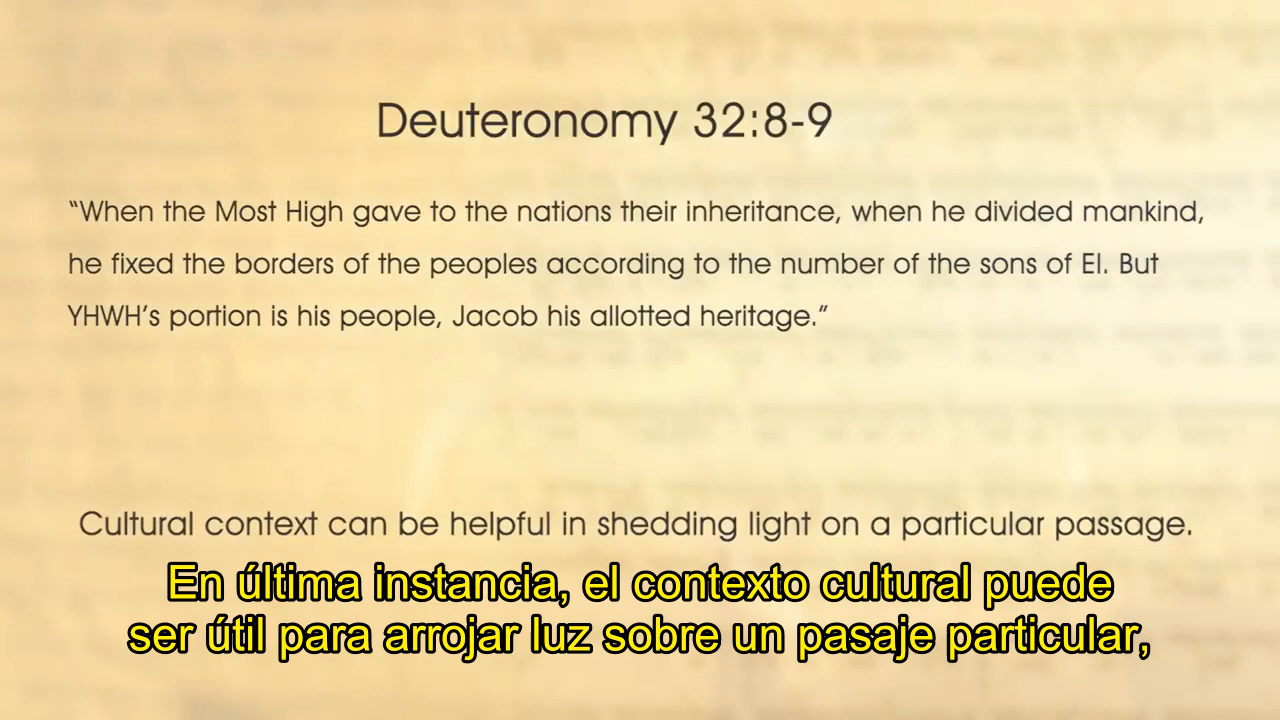 Deuteronomy 32:8-9
“When the Most High gave to the nations their inheritance, when he divided mankind,
he fixed the borders of the peoples according to the number of the sons of El. But
YHWH’s portion is his people, Jacob his allotted heritage.”
Cultural context can be helpful in shedding light on a particular passage.
En última instancia, el contexto cultural puede
ser útil para arrojar luz sobre un pasaje particular,